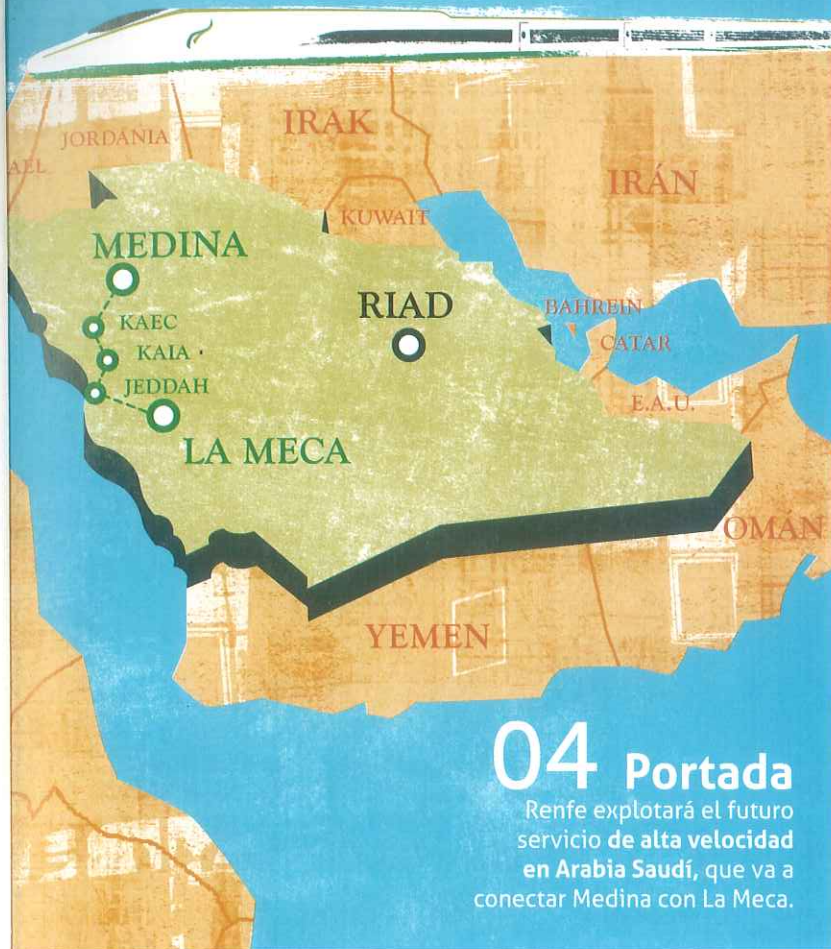 IRAK
JORDANIA
AEL
IRÁN
KUWAIT
MEDINA
RIAD
BAHREIN
KAEC
KAIA
CATAR
JEDDAH
E.A.U.
LA MECA
OMÁN
YEMEN
04 Portada
Renfe explotará el futuro
servicio de alta velocidad
en Arabia Saudí, que va a
conectar Medina con La Meca.